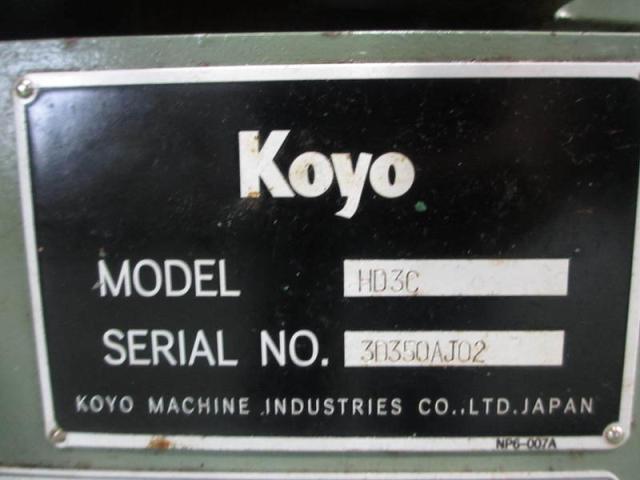 Koyo
MODEL HD3C
SERIAL NO. 3D350AJ02
KOYO MACHINE INDUSTRIES CO.,LTD.JAPAN
NP6-007A